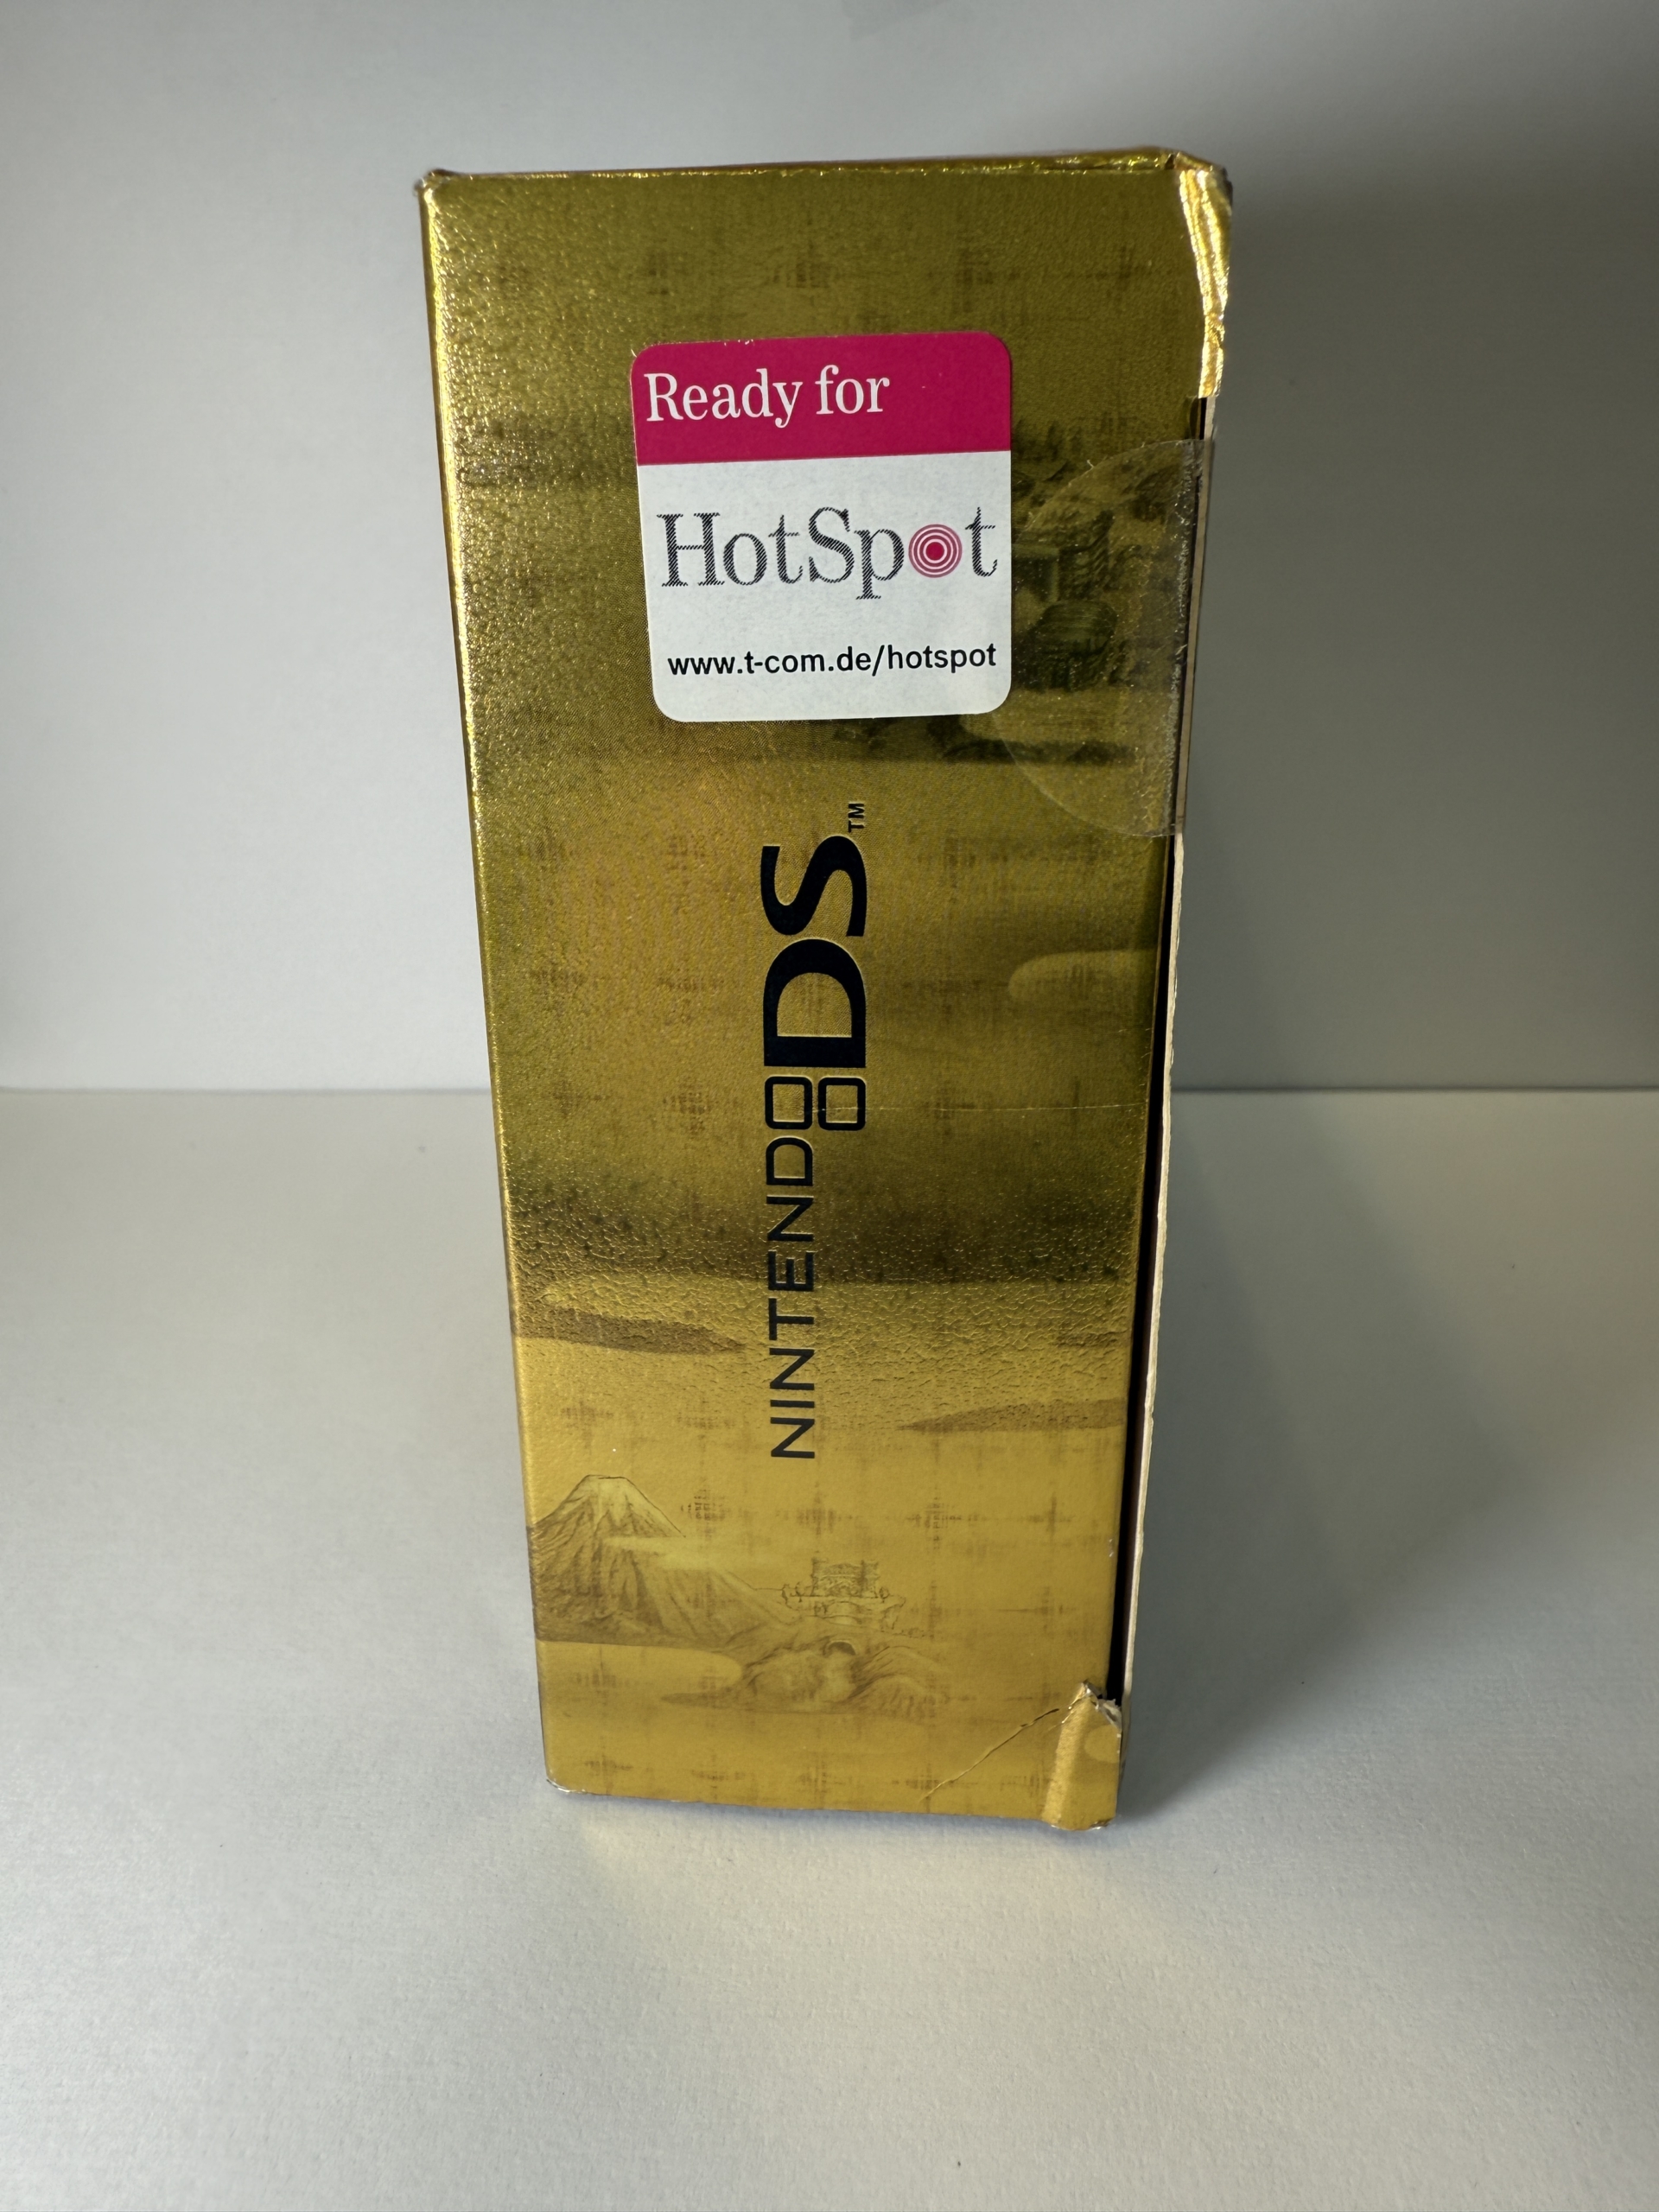 Ready for
HotSpot
www.t-com.de/hotspot
NINTENDO DS™